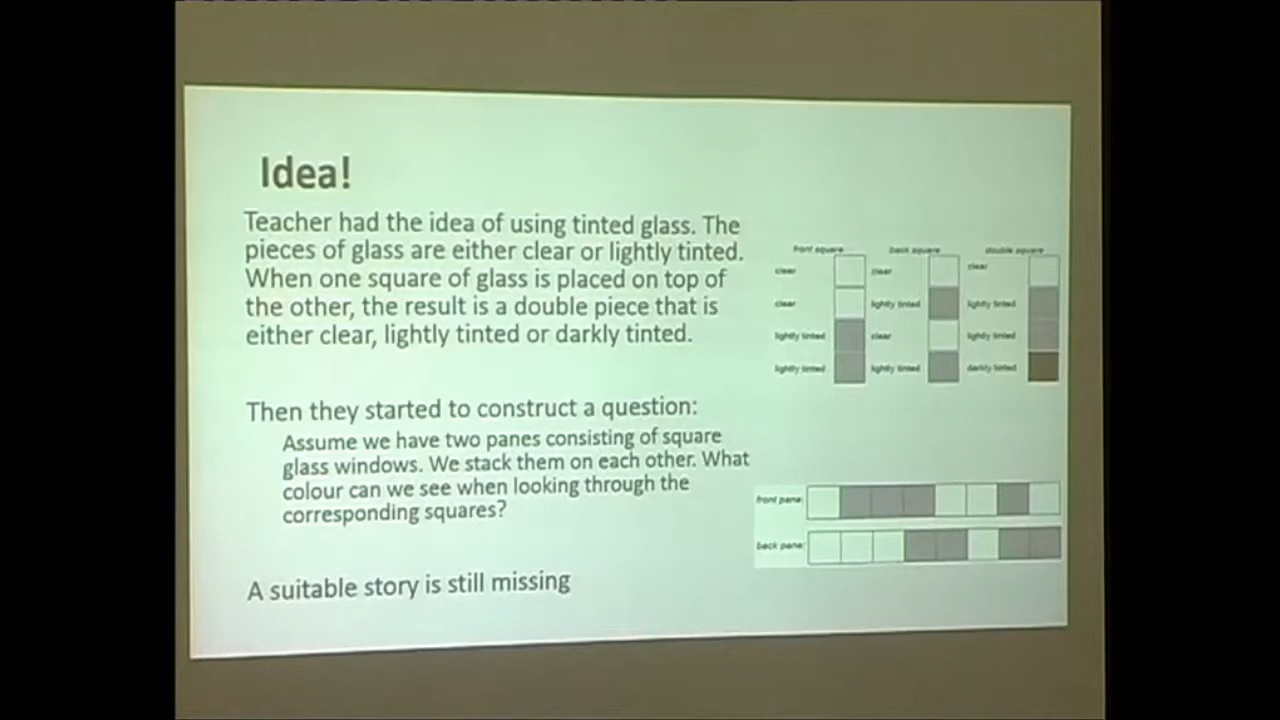 Idea!
Teacher had the idea of using tinted glass. The
pieces of glass are either clear or lightly tinted.
When one square of glass is placed on top of
the other, the result is a double piece that is
either clear, lightly tinted or darkly tinted.
Then they started to construct a question:
Assume we have two panes consisting of square
glass windows. We stack them on each other. What
colour can we see when looking through the
corresponding squares?
A suitable story is still missing
front square back square double square
clear clear clear
clear lightly tinted lightly tinted
lightly tinted clear lightly tinted
lightly tinted lightly tinted darkly tinted
front pane:
back pane: